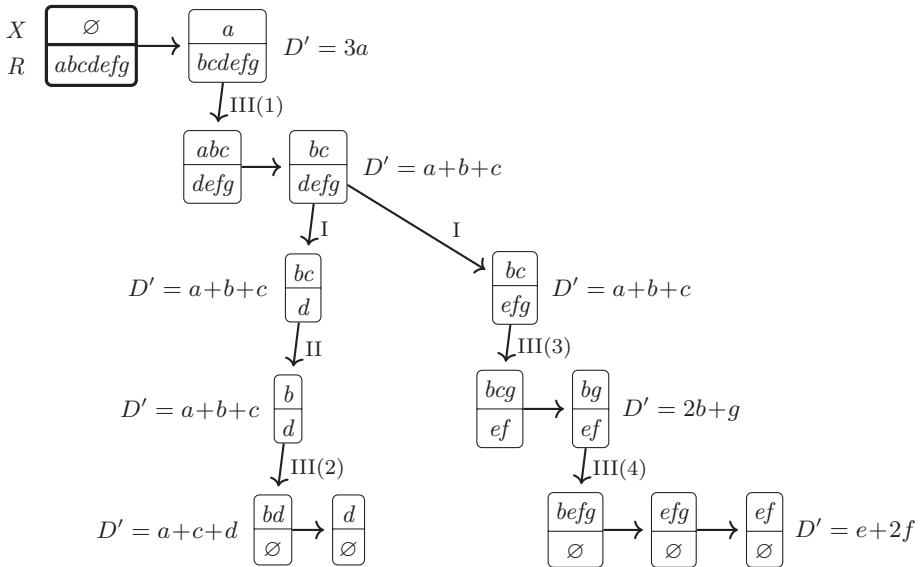 X ∅ a D′ = 3a
R abcdefg bcdefg
III(1)
abc bc D′ = a+b+c
defg defg
I I
D′ = a+b+c bc bc D′ = a+b+c
d efg
II III(3)
D′ = a+b+c b bcg bg D′ = 2b+g
d ef ef
III(2) III(4)
D′ = a+c+d bd d befg efg ef D′ = e+2f
∅ ∅ ∅ ∅ ∅